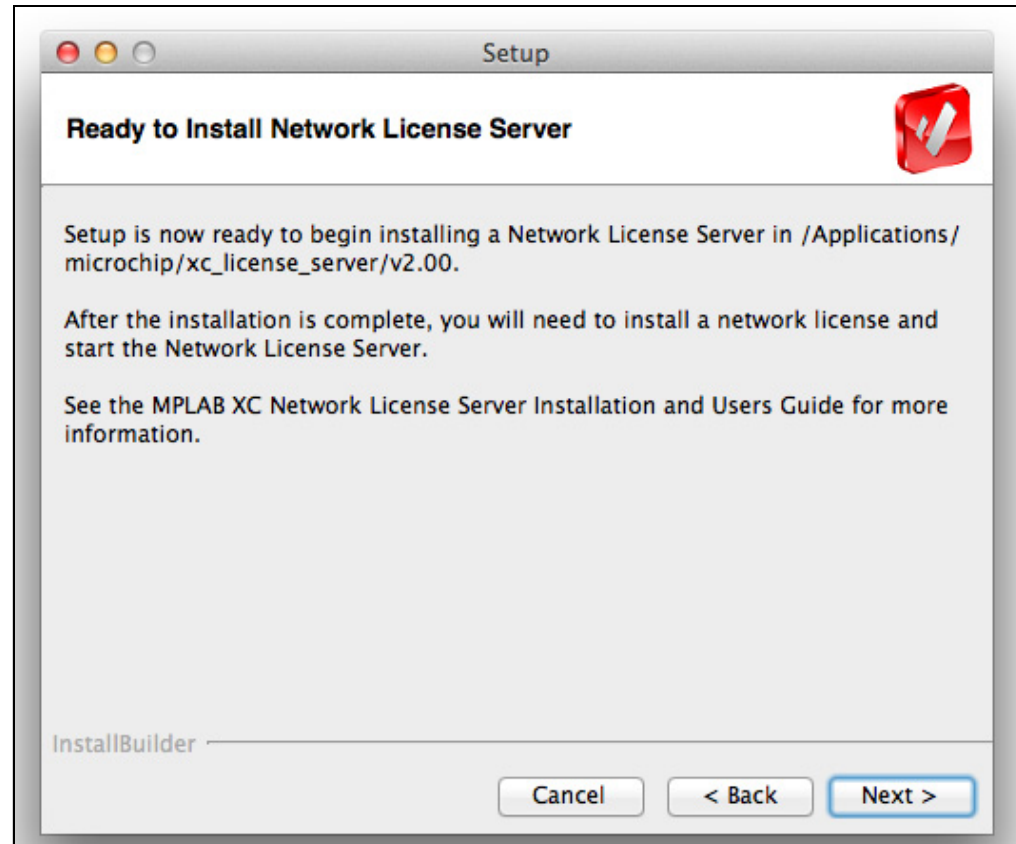 Setup
Ready to Install Network License Server
Setup is now ready to begin installing a Network License Server in /Applications/
microchip/xc_license_server/v2.00.
After the installation is complete, you will need to install a network license and
start the Network License Server.
See the MPLAB XC Network License Server Installation and Users Guide for more
information.
InstallBuilder
Cancel
< Back
Next >